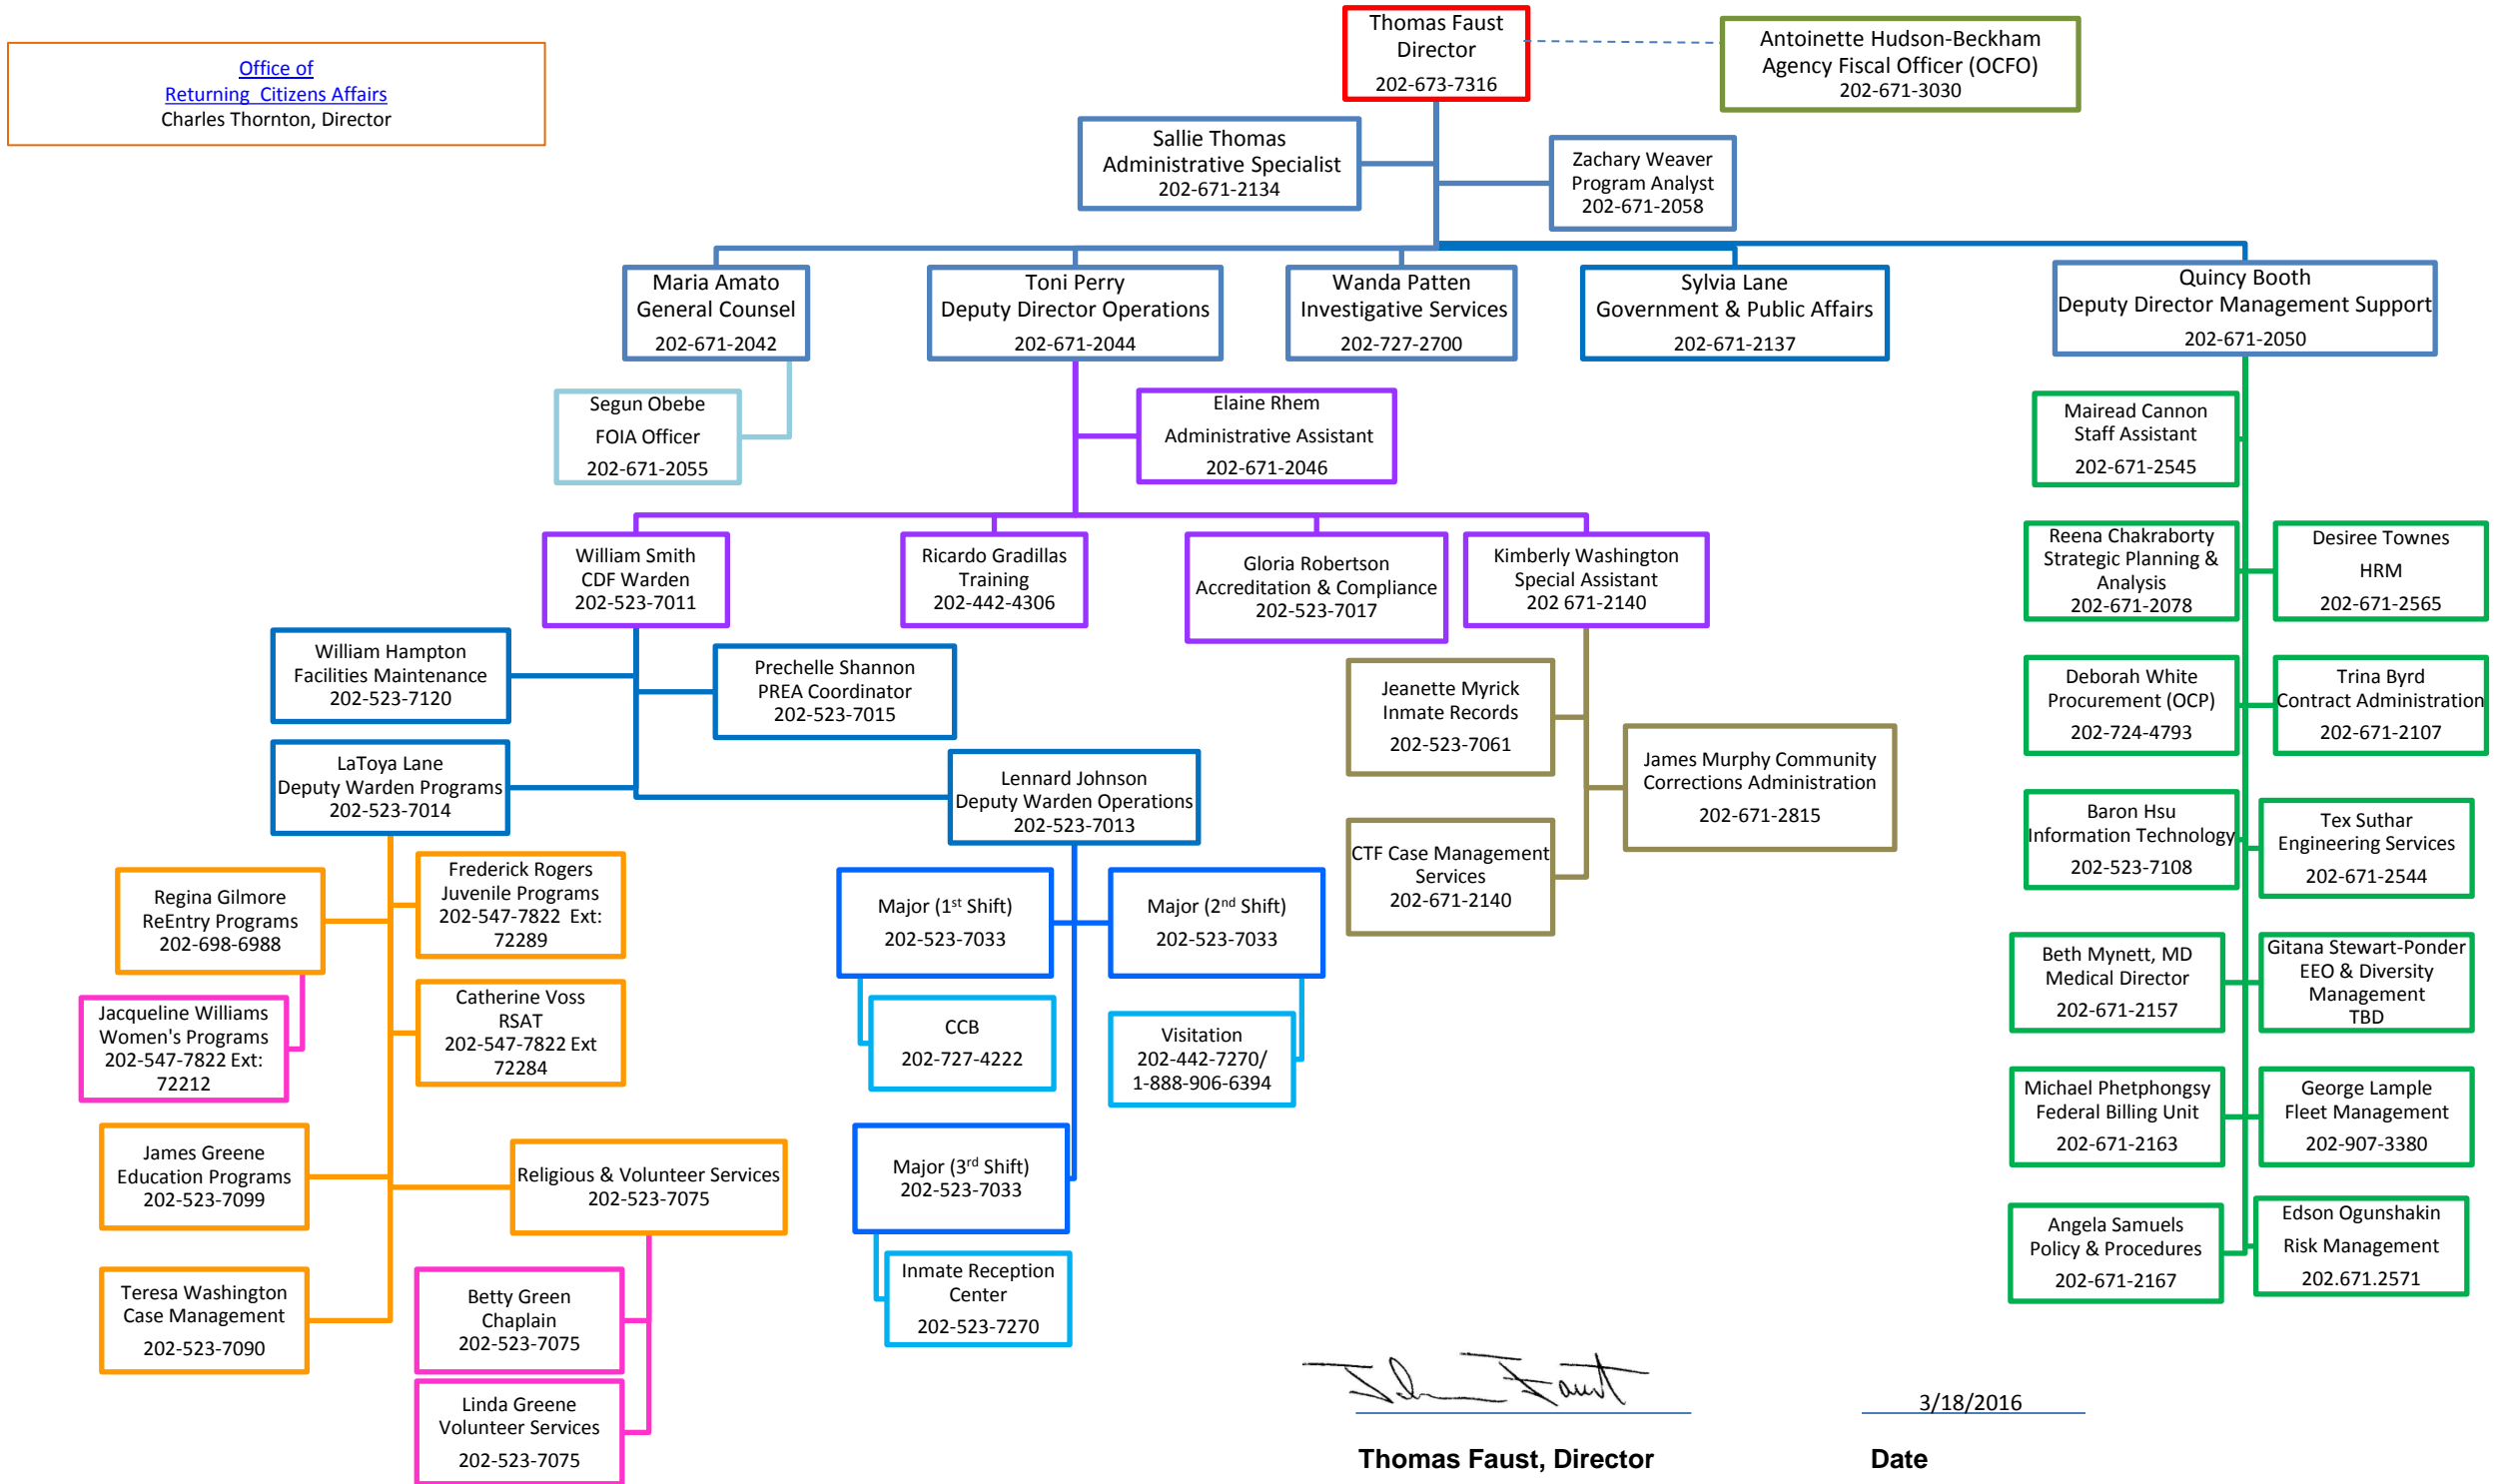 Thomas Faust
Director
202-673-7316
Antoinette Hudson-Beckham
Agency Fiscal Officer (OCFO)
202-671-3030
Office of
Returning  Citizens Affairs
Charles Thornton, Director
Sallie Thomas
Administrative Specialist
202-671-2134
Zachary Weaver
Program Analyst
202-671-2058
Maria Amato
General Counsel
202-671-2042
Toni Perry
Deputy Director Operations
202-671-2044
Wanda Patten
Investigative Services
202-727-2700
Sylvia Lane
Government & Public Affairs
202-671-2137
Quincy Booth
Deputy Director Management Support
202-671-2050
Segun Obebe
FOIA Officer
202-671-2055
Elaine Rhem
Administrative Assistant
202-671-2046
Mairead Cannon
Staff Assistant
202-671-2545
William Smith
CDF Warden
202-523-7011
Ricardo Gradillas
Training
202-442-4306
Gloria Robertson
Accreditation & Compliance
202-523-7017
Kimberly Washington
Special Assistant
202 671-2140
Reena Chakraborty
Strategic Planning &
Analysis
202-671-2078
Desiree Townes
HRM
202-671-2565
William Hampton
Facilities Maintenance
202-523-7120
Prechelle Shannon
PREA Coordinator
202-523-7015
Jeanette Myrick
Inmate Records
202-523-7061
Deborah White
Procurement (OCP)
202-724-4793
Trina Byrd
Contract Administration
202-671-2107
LaToya Lane
Deputy Warden Programs
202-523-7014
Lennard Johnson
Deputy Warden Operations
202-523-7013
James Murphy Community
Corrections Administration
202-671-2815
Baron Hsu
Information Technology
202-523-7108
Tex Suthar
Engineering Services
202-671-2544
CTF Case Management
Services
202-671-2140
Regina Gilmore
ReEntry Programs
202-698-6988
Frederick Rogers
Juvenile Programs
202-547-7822  Ext:
72289
Major (1st Shift)
202-523-7033
Major (2nd Shift)
202-523-7033
Beth Mynett, MD
Medical Director
202-671-2157
Gitana Stewart-Ponder
EEO & Diversity
Management
TBD
Jacqueline Williams
Women's Programs
202-547-7822 Ext:
72212
Catherine Voss
RSAT
202-547-7822 Ext
72284
CCB
202-727-4222
Visitation
202-442-7270/
1-888-906-6394
Michael Phetphongsy
Federal Billing Unit
202-671-2163
George Lample
Fleet Management
202-907-3380
James Greene
Education Programs
202-523-7099
Religious & Volunteer Services
202-523-7075
Major (3rd Shift)
202-523-7033
Angela Samuels
Policy & Procedures
202-671-2167
Edson Ogunshakin
Risk Management
202.671.2571
Teresa Washington
Case Management
202-523-7090
Betty Green
Chaplain
202-523-7075
Inmate Reception
Center
202-523-7270
Linda Greene
Volunteer Services
202-523-7075
Thomas Faust
3/18/2016
Thomas Faust, Director
Date